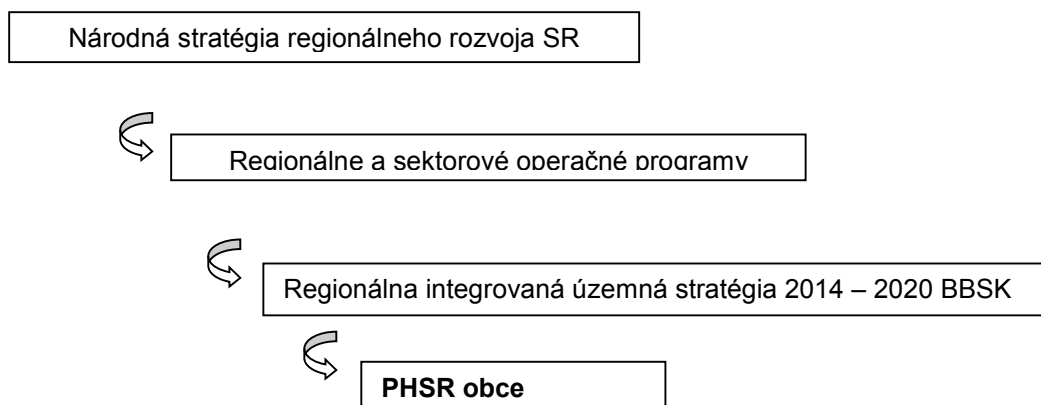 Národná stratégia regionálneho rozvoja SR
Regionálne a sektorové operačné programy
Regionálna integrovaná územná stratégia 2014 – 2020 BBSK
PHSR obce